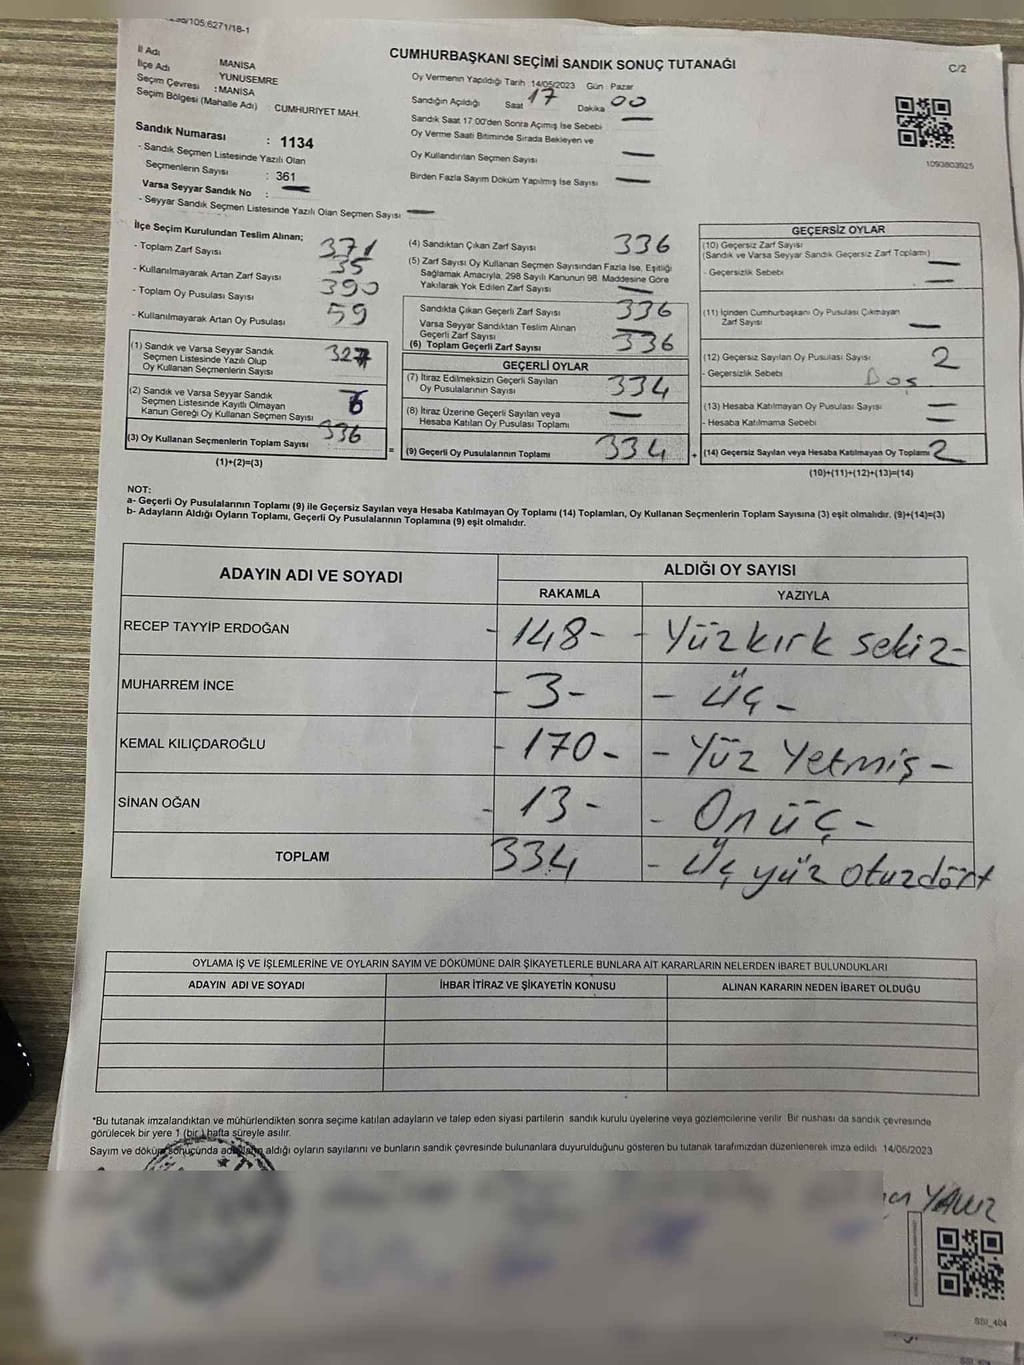 CUMHURBAŞKANI SEÇİMİ SANDIK SONUÇ TUTANAĞI
C/2
İl Adı MANİSA
İlçe Adı YUNUSEMRE
Seçim Çevresi : MANİSA
Seçim Bölgesi (Mahalle Adı) : CUMHURIYET MAH.
Sandık Numarası : 1134
- Sandık Seçmen Listesinde Yazılı Olan
Seçmenlerin Sayısı : 361
Varsa Seyyar Sandık No :
- Seyyar Sandık Seçmen Listesinde Yazılı Olan Seçmen Sayısı
Oy Vermenin Yapıldığı Tarih 14/05/2023 Gün Pazar
Sandığın Açıldığı Saat 17 Dakika 00
Sandık Saat 17:00'den Sonra Açımış İse Sebebi
Oy Verme Saati Bitiminde Sırada Bekleyen ve
Oy Kullandırılan Seçmen Sayısı
Birden Fazla Sayım Döküm Yapılmış İse Sayısı
1093803925
İlçe Seçim Kurulundan Teslim Alınan;
- Toplam Zarf Sayısı 371
- Kullanılmayarak Artan Zarf Sayısı 35
- Toplam Oy Pusulası Sayısı 390
- Kullanılmayarak Artan Oy Pusulası 59
(1) Sandık ve Varsa Seyyar Sandık
Seçmen Listesinde Yazılı Olup
Oy Kullanan Seçmenlerin Sayısı
(2) Sandık ve Varsa Seyyar Sandık
Seçmen Listesinde Kayıtlı Olmayan
Kanun Gereği Oy Kullanan Seçmen Sayısı
(3) Oy Kullanan Seçmenlerin Toplam Sayısı 336
(1)+(2)=(3)
(4) Sandıktan Çıkan Zarf Sayısı 336
(5) Zarf Sayısı Oy Kullanan Seçmen Sayısından Fazla İse, Eşitliği
Sağlamak Amacıyla, 298 Sayılı Kanunun 98. Maddesine Göre
Yakılarak Yok Edilen Zarf Sayısı
Sandıkta Çıkan Geçerli Zarf Sayısı 336
Varsa Seyyar Sandıktan Teslim Alınan
Geçerli Zarf Sayısı
(6) Toplam Geçerli Zarf Sayısı 336
GEÇERLİ OYLAR
(7) İtiraz Edilmeksizin Geçerli Sayılan
Oy Pusulalarının Sayısı 334
(8) İtiraz Üzerine Geçerli Sayılan veya
Hesaba Katılan Oy Pusulası Toplamı
= (9) Geçerli Oy Pusulalarının Toplamı 334 +
GEÇERSİZ OYLAR
(10) Geçersiz Zarf Sayısı
(Sandık ve Varsa Seyyar Sandık Geçersiz Zarf Toplamı)
- Geçersizlik Sebebi
(11) İçinden Cumhurbaşkanı Oy Pusulası Çıkmayan
Zarf Sayısı
(12) Geçersiz Sayılan Oy Pusulası Sayısı 2
- Geçersizlik Sebebi Boş
(13) Hesaba Katılmayan Oy Pusulası Sayısı
- Hesaba Katılmama Sebebi
(14) Geçersiz Sayılan veya Hesaba Katılmayan Oy Toplamı 2
(10)+(11)+(12)+(13)=(14)
NOT:
a- Geçerli Oy Pusulalarının Toplamı (9) ile Geçersiz Sayılan veya Hesaba Katılmayan Oy Toplamı (14) Toplamları, Oy Kullanan Seçmenlerin Toplam Sayısına (3) eşit olmalıdır. (9)+(14)=(3)
b- Adayların Aldığı Oyların Toplamı, Geçerli Oy Pusulalarının Toplamına (9) eşit olmalıdır.
ADAYIN ADI VE SOYADI ALDIĞI OY SAYISI
RAKAMLA YAZIYLA
RECEP TAYYİP ERDOĞAN - 148 - - Yüzkırk sekiz -
MUHARREM İNCE - 3 - - Üç -
KEMAL KILIÇDAROĞLU - 170 - - Yüz Yetmiş -
SİNAN OĞAN - 13 - - Onüç -
TOPLAM 334 - Üç yüz otuzdört
OYLAMA İŞ VE İŞLEMLERİNE VE OYLARIN SAYIM VE DÖKÜMÜNE DAİR ŞİKAYETLERLE BUNLARA AİT KARARLARIN NELERDEN İBARET BULUNDUKLARI
ADAYIN ADI VE SOYADI İHBAR İTİRAZ VE ŞİKAYETİN KONUSU ALINAN KARARIN NEDEN İBARET OLDUĞU
*Bu tutanak imzalandıktan ve mühürlendikten sonra seçime katılan adayların ve talep eden siyasi partilerin sandık kurulu üyelerine veya gözlemcilerine verilir. Bir nüshası da sandık çevresinde
görülecek bir yere 1 (bir) hafta süreyle asılır.
Sayım ve döküm sonucunda adayların aldığı oyların sayılarını ve bunların sandık çevresinde bulunanlara duyurulduğunu gösteren bu tutanak tarafımızdan düzenlenerek imza edildi. 14/05/2023
YAVUZ
SSI_404